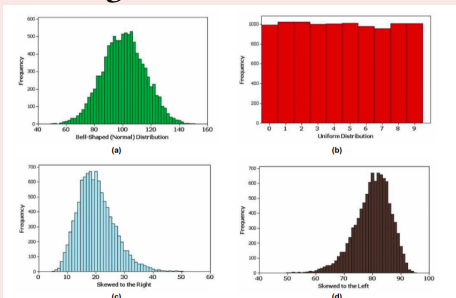 Frequency
600
500
400
300
200
100
0
40 60 80 100 120 140 160
Bell-Shaped (Normal) Distribution
(a)
Frequency
1000
800
600
400
200
0
0 1 2 3 4 5 6 7 8 9
Uniform Distribution
(b)
Frequency
700
600
500
400
300
200
100
0
0 10 20 30 40 50 60
Skewed to the Right
(c)
Frequency
700
600
500
400
300
200
100
0
40 50 60 70 80 90 100
Skewed to the Left
(d)